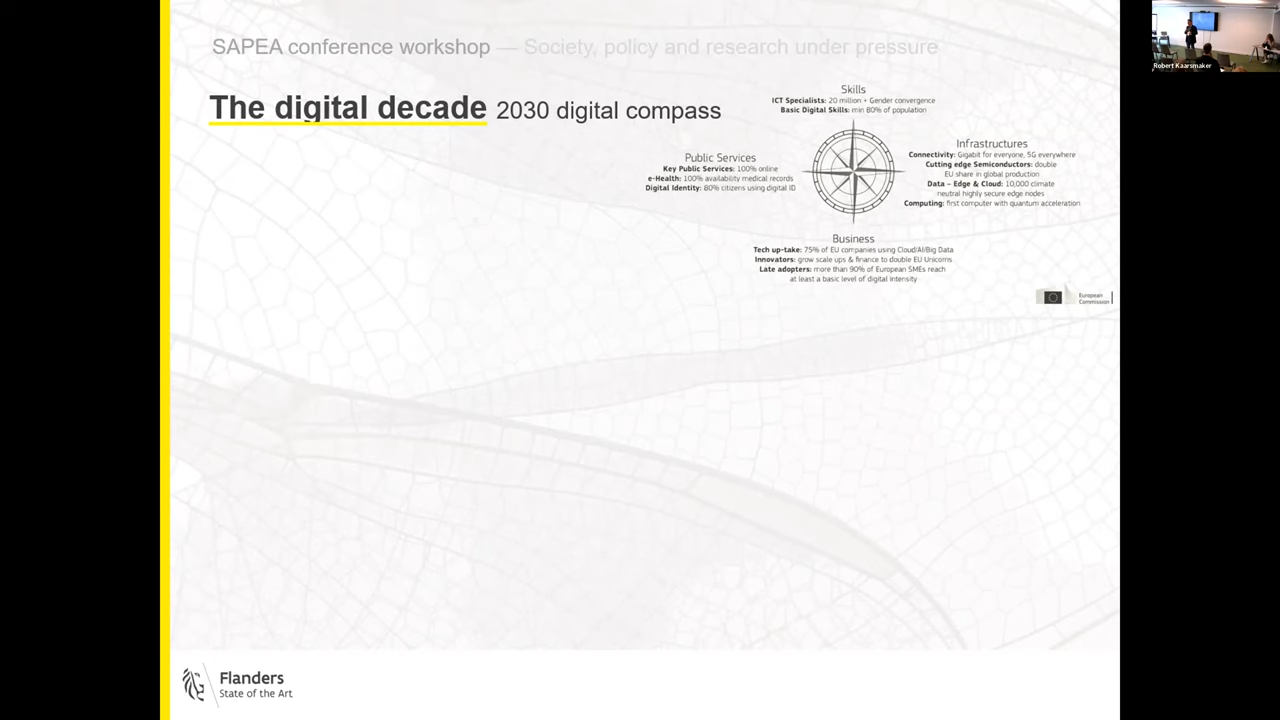 SAPEA conference workshop — Society, policy and research under pressure
The digital decade 2030 digital compass
Skills
ICT Specialists: 20 million + Gender convergence
Basic Digital Skills: min 80% of population
Public Services
Key Public Services: 100% online
e-Health: 100% availability medical records
Digital Identity: 80% citizens using digital ID
Infrastructures
Connectivity: Gigabit for everyone, 5G everywhere
Cutting edge Semiconductors: double
EU share in global production
Data – Edge & Cloud: 10,000 climate
neutral highly secure edge nodes
Computing: first computer with quantum acceleration
Business
Tech up-take: 75% of EU companies using Cloud/AI/Big Data
Innovators: grow scale ups & finance to double EU Unicorns
Late adopters: more than 90% of European SMEs reach
at least a basic level of digital intensity
European
Commission
Flanders
State of the Art
Robert Kaarsmaker